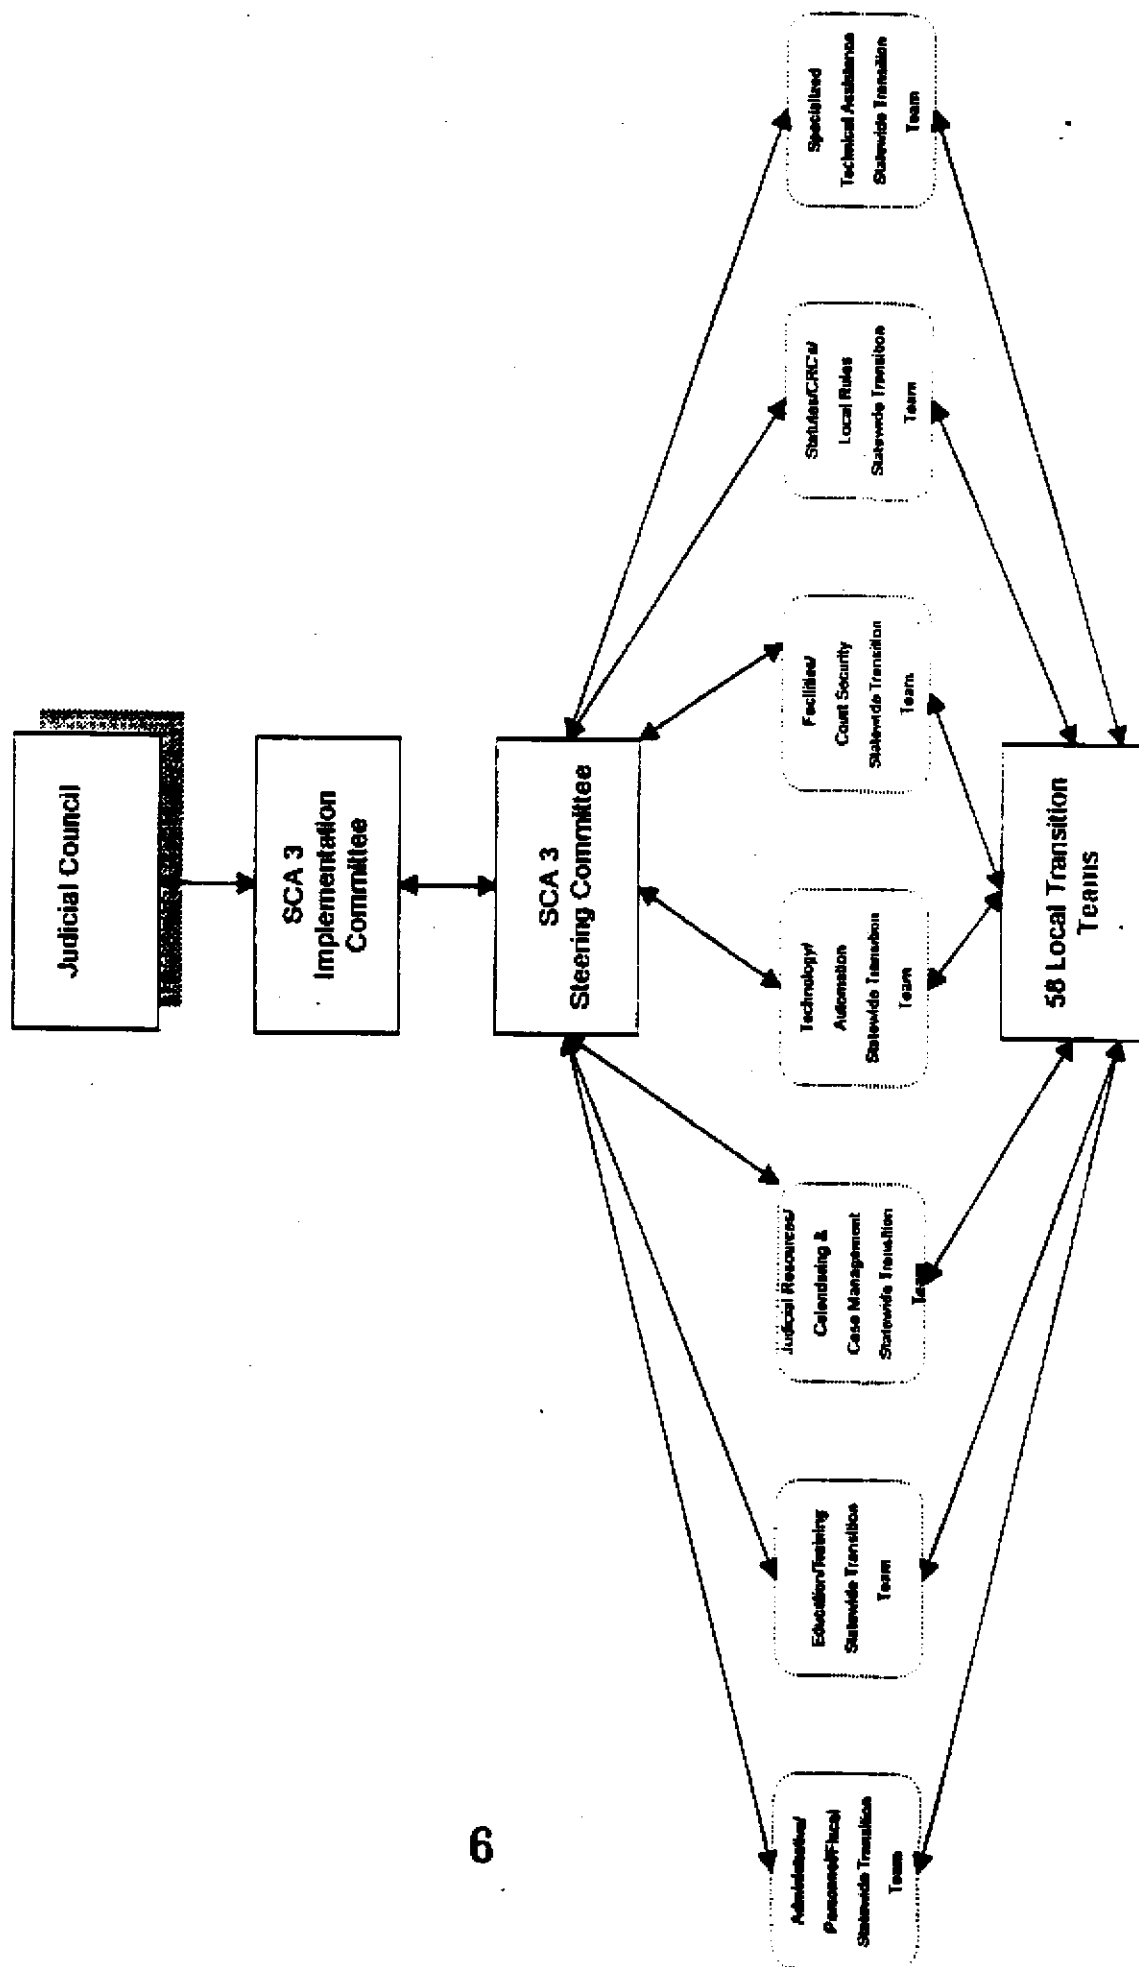 Judicial Council
SCA 3
Implementation
Committee
SCA 3
Steering Committee
Administrative/
Personnel/Fiscal
Statewide Transition
Team
Education/Training
Statewide Transition
Team
Judicial Resources/
Calendaring &
Case Management
Statewide Transition
Team
Technology/
Automation
Statewide Transition
Team
Facilities/
Court Security
Statewide Transition
Team
Statutes/CRC's/
Local Rules
Statewide Transition
Team
Specialized
Technical Assistance
Statewide Transition
Team
58 Local Transition
Teams
6